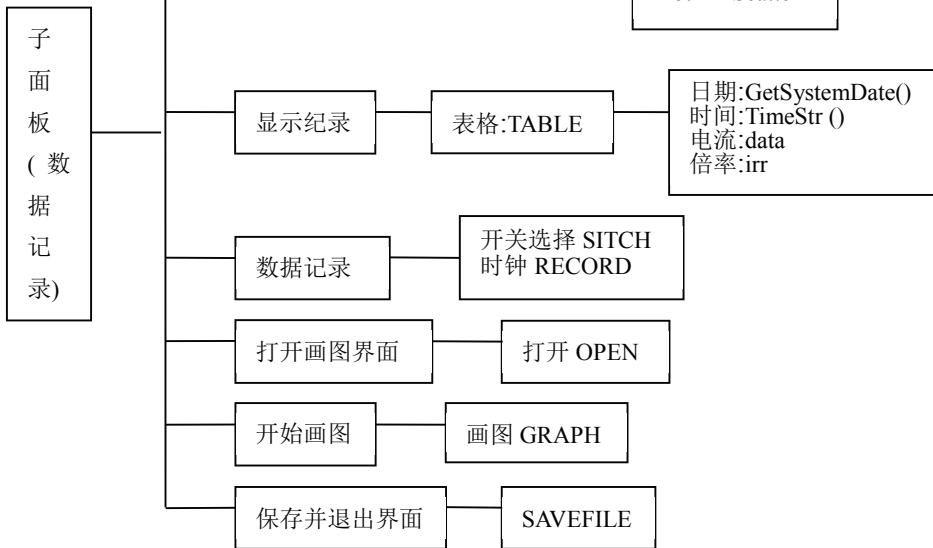 子
面
板
( 数
据
记
录)
显示纪录
表格:TABLE
日期:GetSystemDate()
时间:TimeStr ()
电流:data
倍率:irr
数据记录
开关选择 SITCH
时钟 RECORD
打开画图界面
打开 OPEN
开始画图
画图 GRAPH
保存并退出界面
SAVEFILE